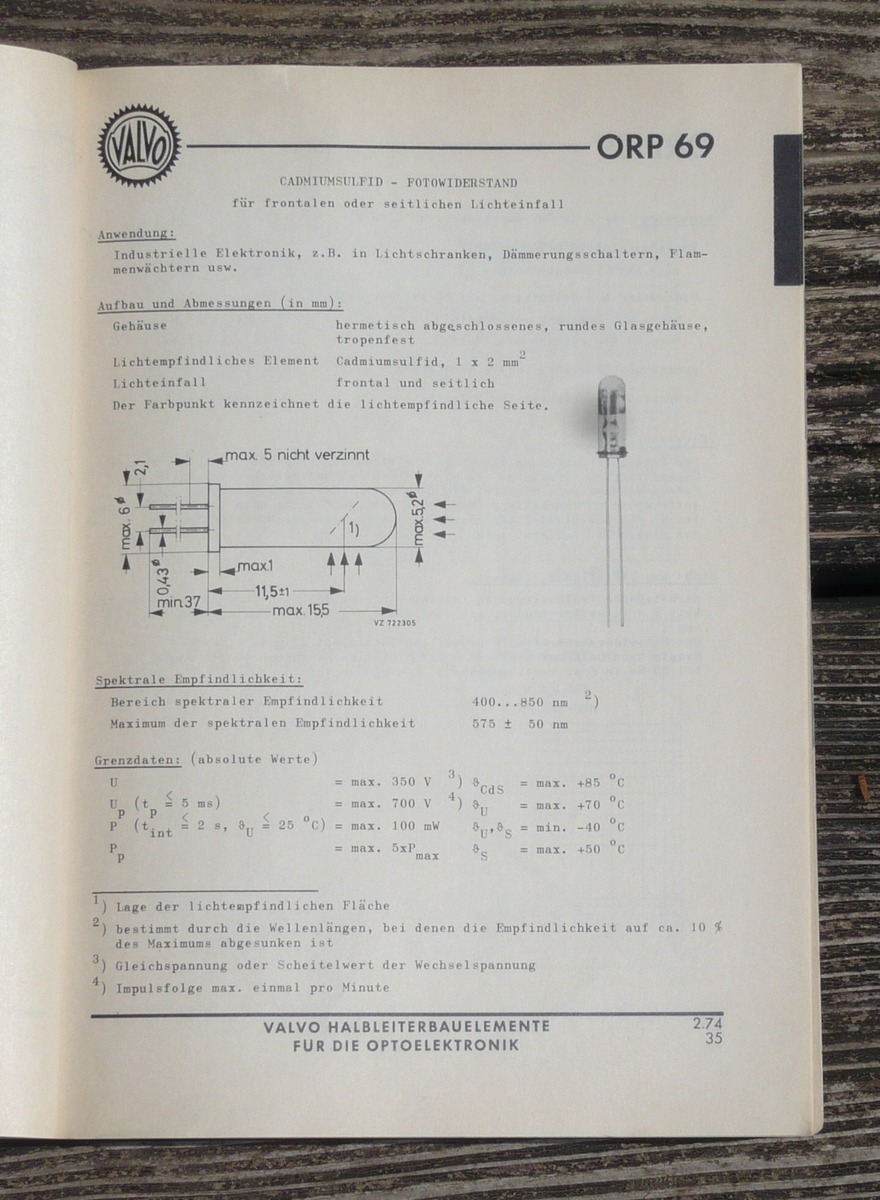 VALVO
ORP 69
CADMIUMSULFID - FOTOWIDERSTAND
für frontalen oder seitlichen Lichteinfall
Anwendung:
Industrielle Elektronik, z.B. in Lichtschranken, Dämmerungsschaltern, Flam-
menwächtern usw.
Aufbau und Abmessungen (in mm):
Gehäuse hermetisch abgeschlossenes, rundes Glasgehäuse,
tropenfest
Lichtempfindliches Element Cadmiumsulfid, 1 x 2 mm²
Lichteinfall frontal und seitlich
Der Farbpunkt kennzeichnet die lichtempfindliche Seite.
2,1
max. 5 nicht verzinnt
max. 6ø
max. 5,2ø
1)
0,43ø
max.1
11,5±1
min.37
max. 15,5
VZ 722305
Spektrale Empfindlichkeit:
Bereich spektraler Empfindlichkeit 400...850 nm ²)
Maximum der spektralen Empfindlichkeit 575 ± 50 nm
Grenzdaten: (absolute Werte)
U = max. 350 V ³) ϑCdS = max. +85 °C
Up (tp ≦ 5 ms) = max. 700 V ⁴) ϑU = max. +70 °C
P (tint ≦ 2 s, ϑU ≦ 25 °C) = max. 100 mW ϑU,ϑS = min. -40 °C
Pp = max. 5xPmax ϑS = max. +50 °C
¹) Lage der lichtempfindlichen Fläche
²) bestimmt durch die Wellenlängen, bei denen die Empfindlichkeit auf ca. 10 %
des Maximums abgesunken ist
³) Gleichspannung oder Scheitelwert der Wechselspannung
⁴) Impulsfolge max. einmal pro Minute
VALVO HALBLEITERBAUELEMENTE
FÜR DIE OPTOELEKTRONIK
2.74
35